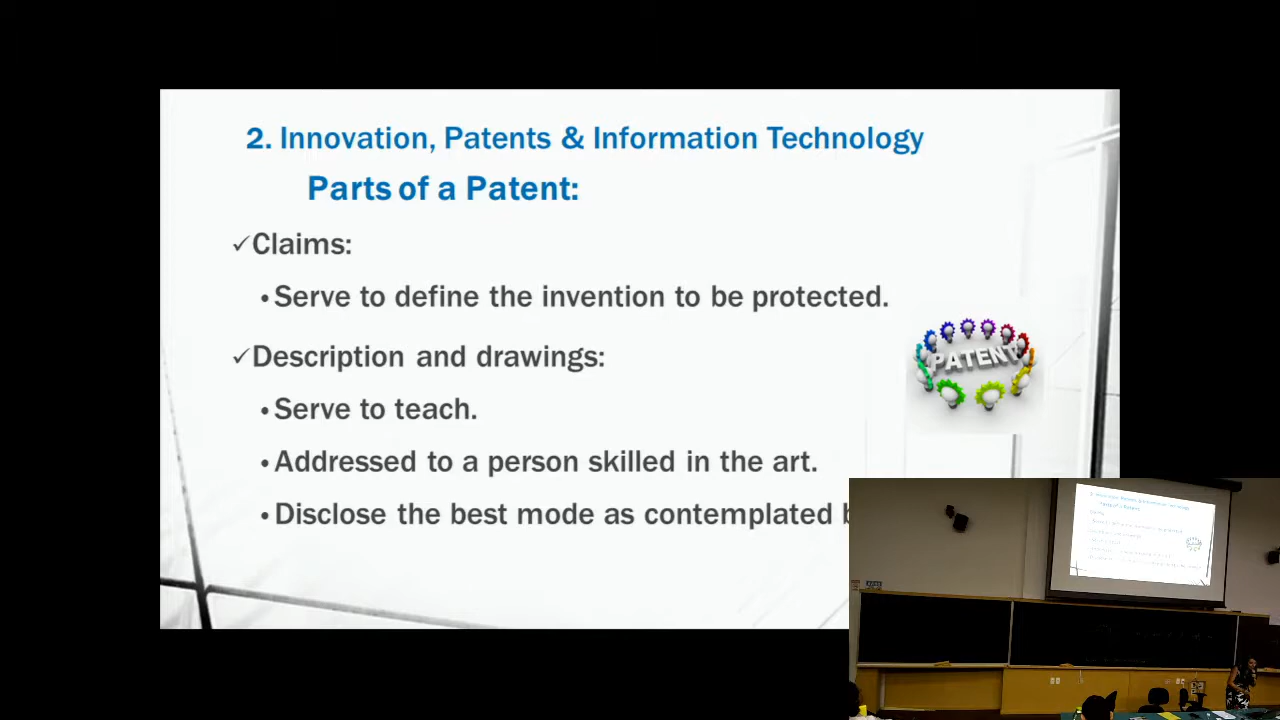 2. Innovation, Patents & Information Technology
Parts of a Patent:
✓Claims:
•Serve to define the invention to be protected.
✓Description and drawings:
•Serve to teach.
•Addressed to a person skilled in the art.
•Disclose the best mode as contemplated
PATENT